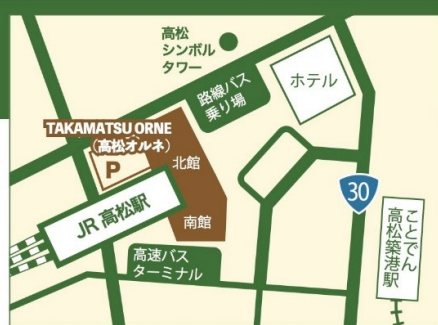 高松
シンボル
タワー
ホテル
路線バス
乗り場
TAKAMATSU ORNE
(高松オルネ)
P
北館
JR 高松駅
南館
高速バス
ターミナル
30
ことでん
高松築港駅